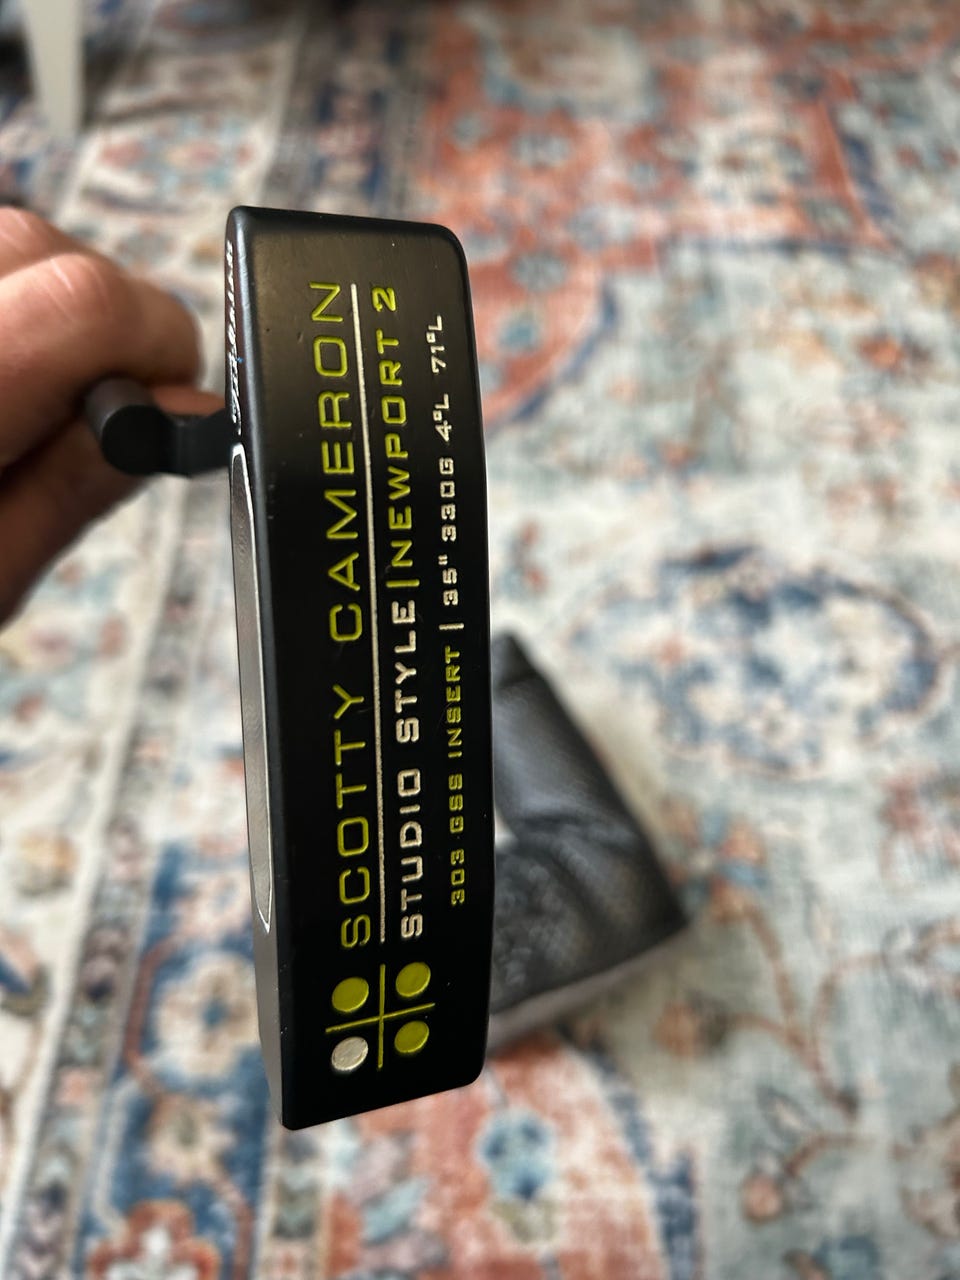 SCOTTY CAMERON
STUDIO STYLE | NEWPORT 2
303 GSS INSERT | 35" 330G 4°L 71°L